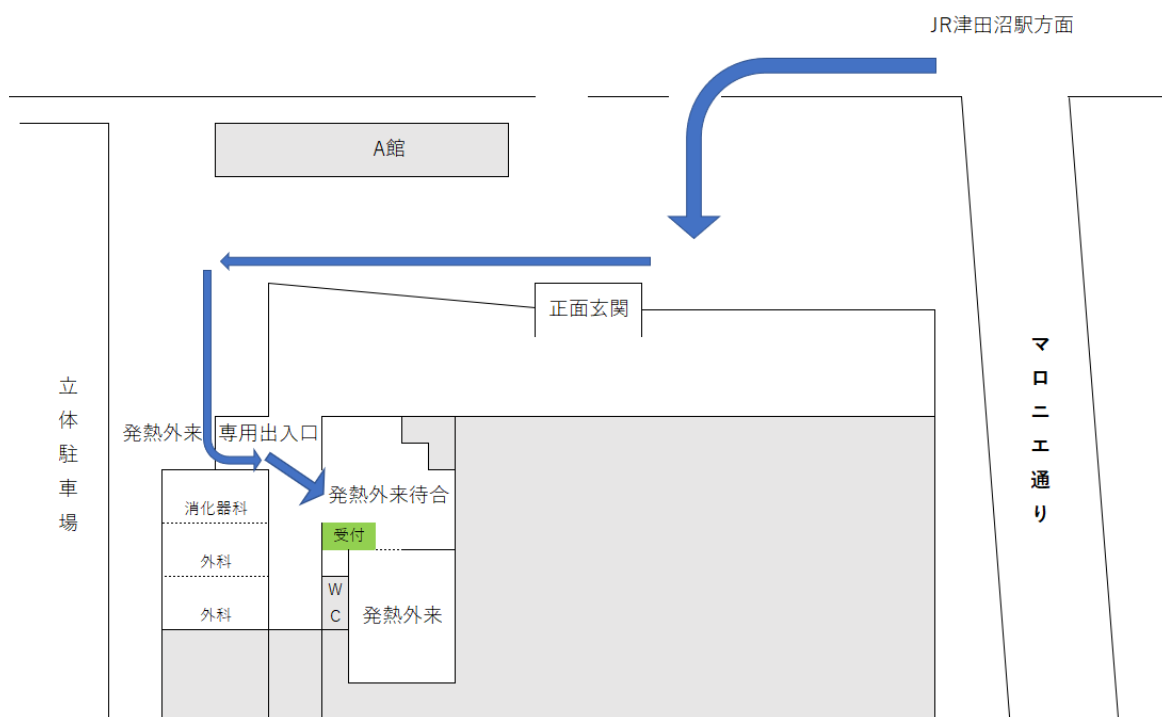 JR津田沼駅方面
A館
正面玄関
マロニエ通り
立体駐車場
発熱外来 専用出入口
消化器科
発熱外来待合
受付
外科
WC
外科
発熱外来